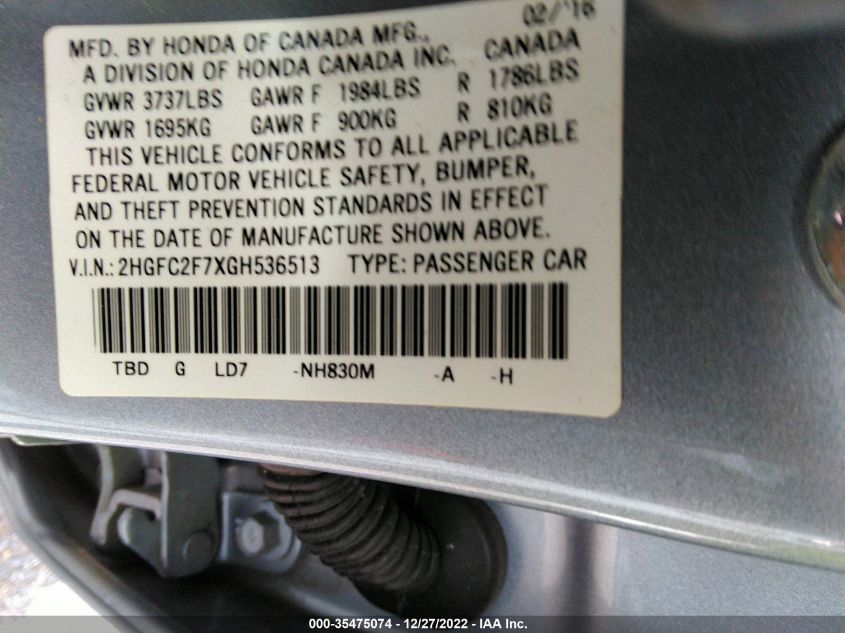 02/'16
MFD. BY HONDA OF CANADA MFG., CANADA
A DIVISION OF HONDA CANADA INC.
GVWR 3737LBS GAWR F 1984LBS R 1786LBS
GVWR 1695KG GAWR F 900KG R 810KG
THIS VEHICLE CONFORMS TO ALL APPLICABLE
FEDERAL MOTOR VEHICLE SAFETY, BUMPER,
AND THEFT PREVENTION STANDARDS IN EFFECT
ON THE DATE OF MANUFACTURE SHOWN ABOVE.
V.I.N.: 2HGFC2F7XGH536513 TYPE: PASSENGER CAR
TBD G LD7 -NH830M -A -H
000-35475074 - 12/27/2022 - IAA Inc.